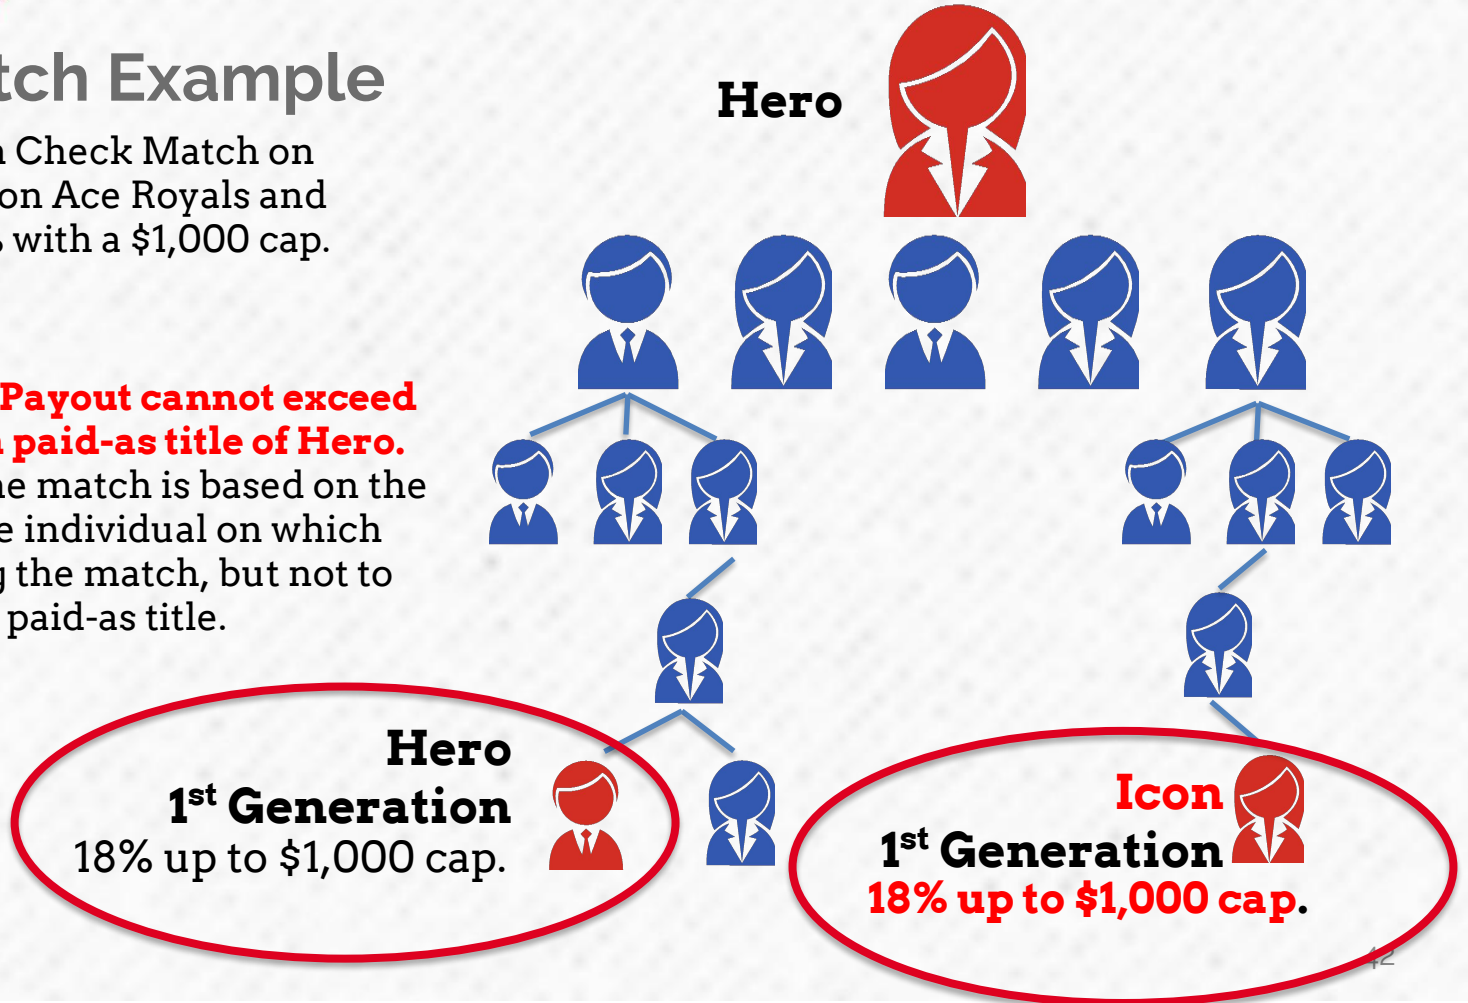 tch Example
Check Match on
on Ace Royals and
with a $1,000 cap.
Payout cannot exceed
paid-as title of Hero.
match is based on the
individual on which
the match, but not to
paid-as title.
Hero
Hero
1st Generation
18% up to $1,000 cap.
Icon
1st Generation
18% up to $1,000 cap.
42